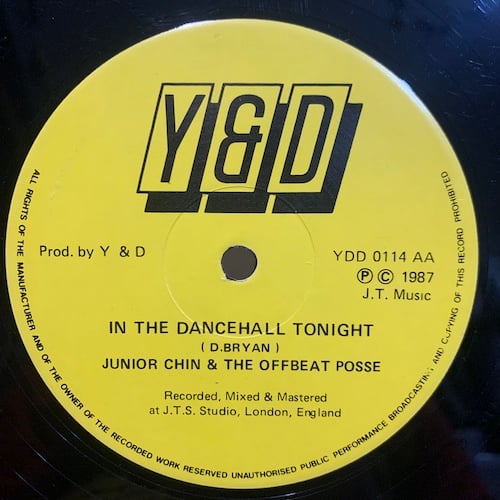 Y&D
Prod. by Y & D
YDD 0114 AA
Ⓟ © 1987
J.T. Music
IN THE DANCEHALL TONIGHT
( D.BRYAN )
JUNIOR CHIN & THE OFFBEAT POSSE
Recorded, Mixed & Mastered
at J.T.S. Studio, London, England
ALL RIGHTS OF THE MANUFACTURER AND OF THE OWNER OF THE RECORDED WORK RESERVED UNAUTHORISED PUBLIC PERFORMANCE BROADCASTING AND COPYING OF THIS RECORD PROHIBITED